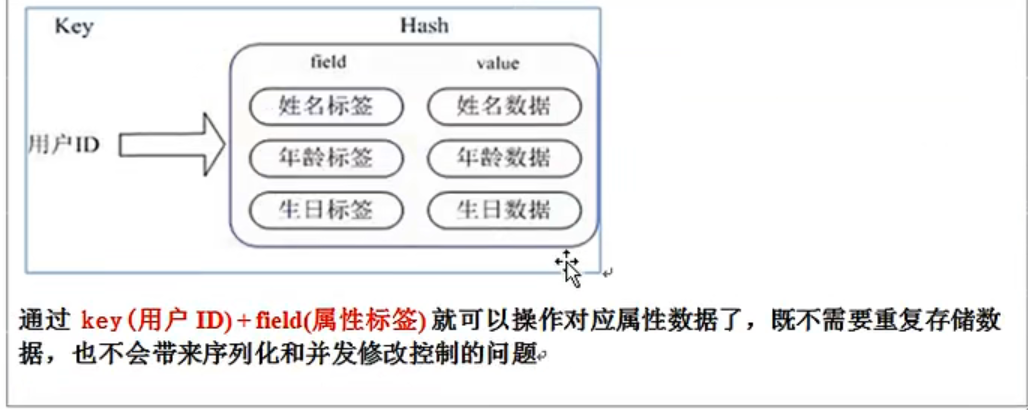 Key
Hash
field
value
用户ID
姓名标签
姓名数据
年龄标签
年龄数据
生日标签
生日数据
通过 key(用户 ID)+field(属性标签)就可以操作对应属性数据了，既不需要重复存储数
据，也不会带来序列化和并发修改控制的问题